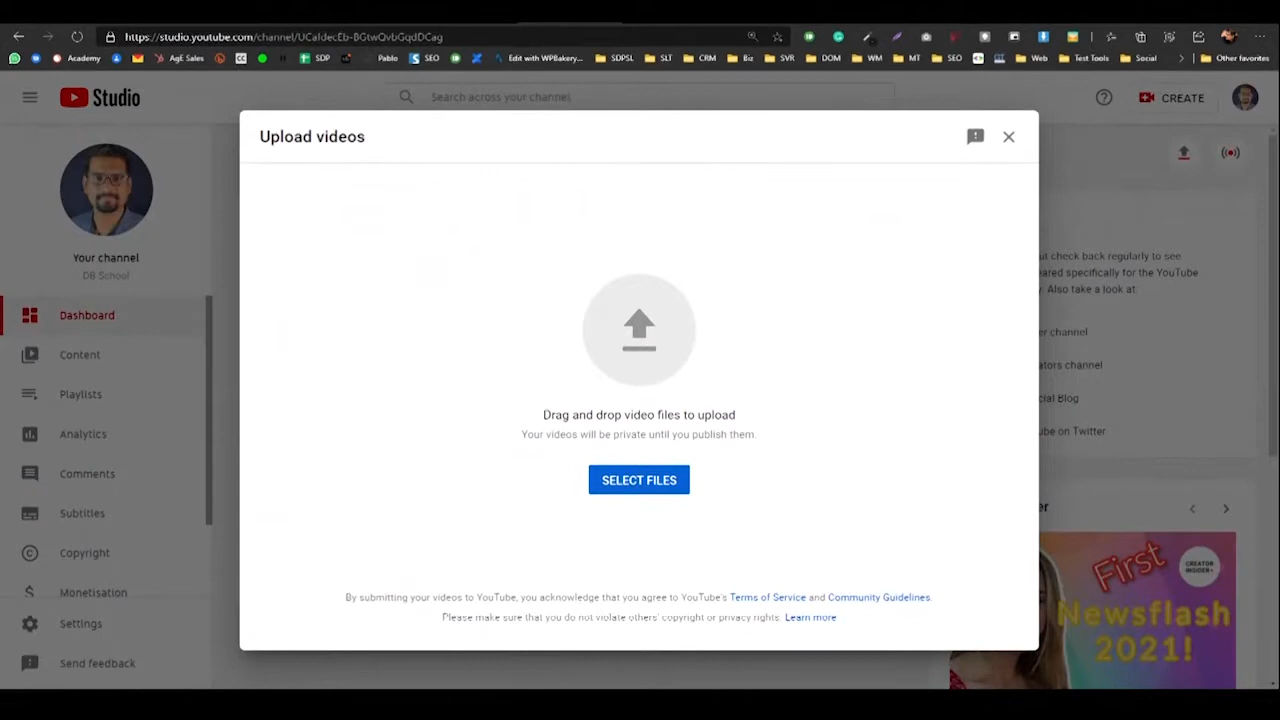 https://studio.youtube.com/channel/UCafdecEb-BGtwQvbGqdDCag
Academy AgE Sales CC SDP Pablo SEO Edit with WPBakery... SDPSL SLT CRM Biz SVR DOM WM MT SEO Web Test Tools Social Other favorites
Studio
Search across your channel
CREATE
Upload videos
Your channel
DB School
Dashboard
Content
Playlists
Analytics
Comments
Subtitles
Copyright
Monetisation
Settings
Send feedback
Drag and drop video files to upload
Your videos will be private until you publish them.
SELECT FILES
By submitting your videos to YouTube, you acknowledge that you agree to YouTube's Terms of Service and Community Guidelines.
Please make sure that you do not violate others' copyright or privacy rights. Learn more
ut check back regularly to see
eared specifically for the YouTube
y. Also take a look at:
er channel
ators channel
cial Blog
ube on Twitter
er
First
CREATOR
INSIDER+
Newsflash
2021!